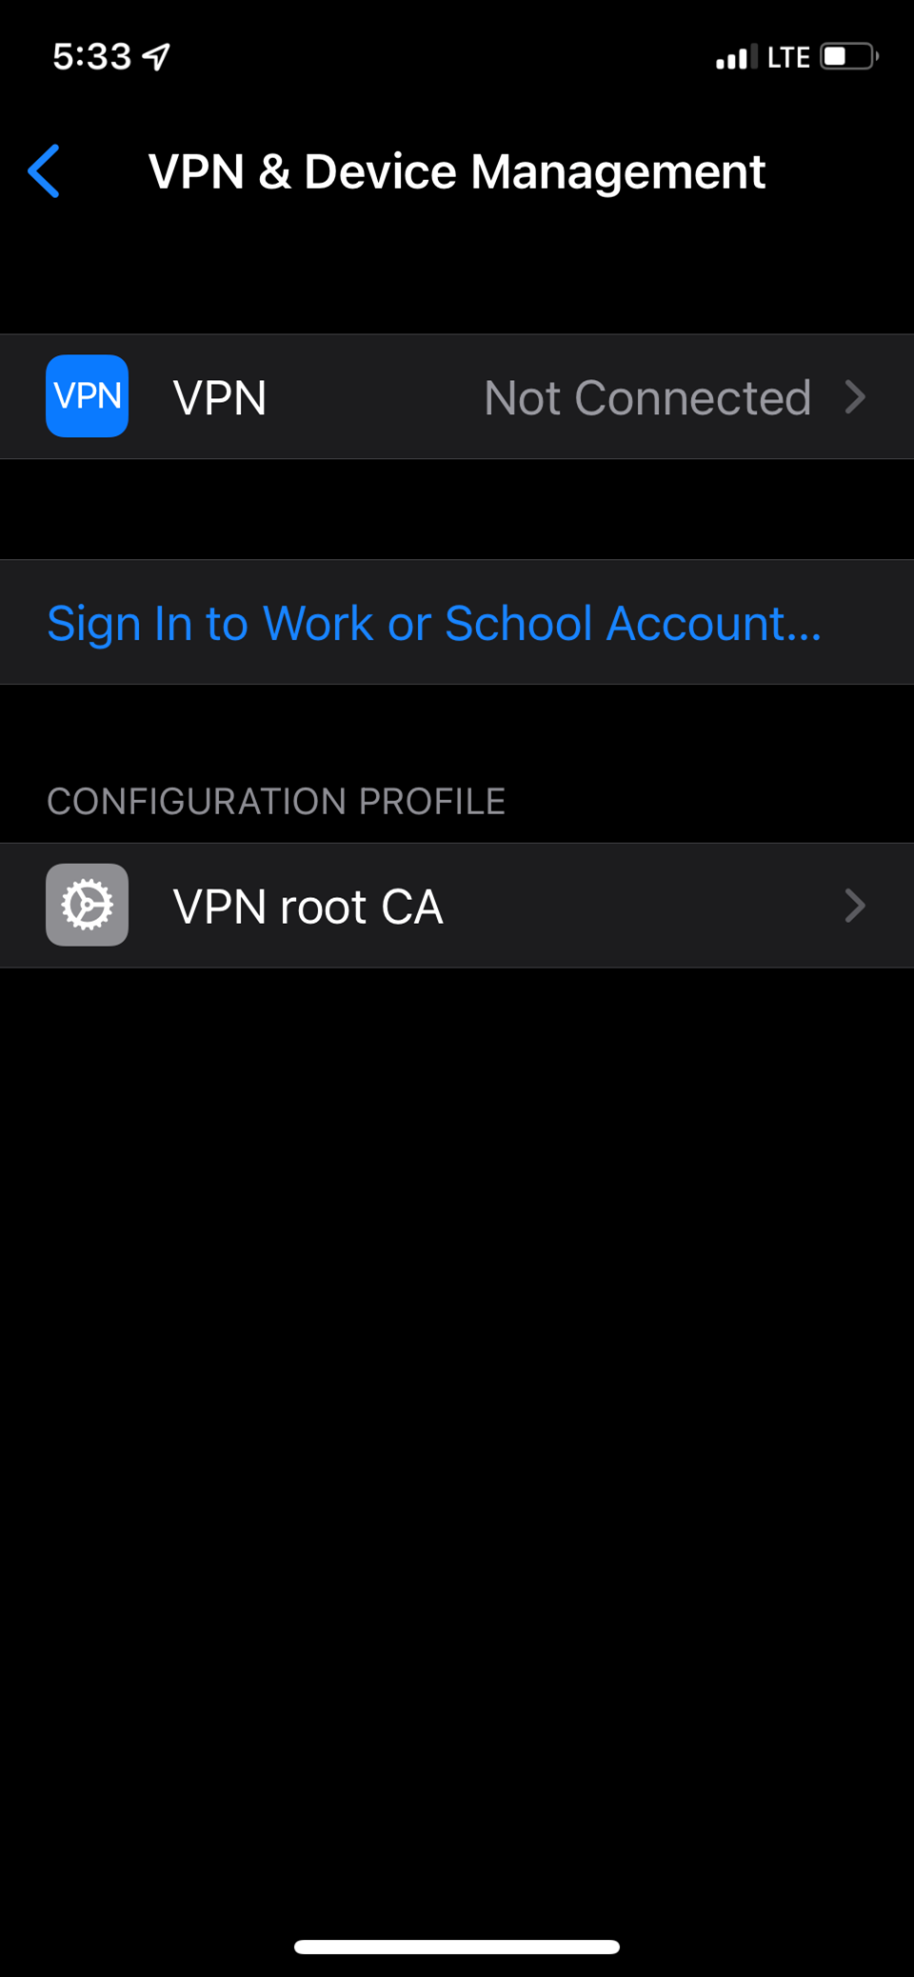 5:33 LTE
VPN & Device Management
VPN VPN Not Connected
Sign In to Work or School Account...
CONFIGURATION PROFILE
VPN root CA